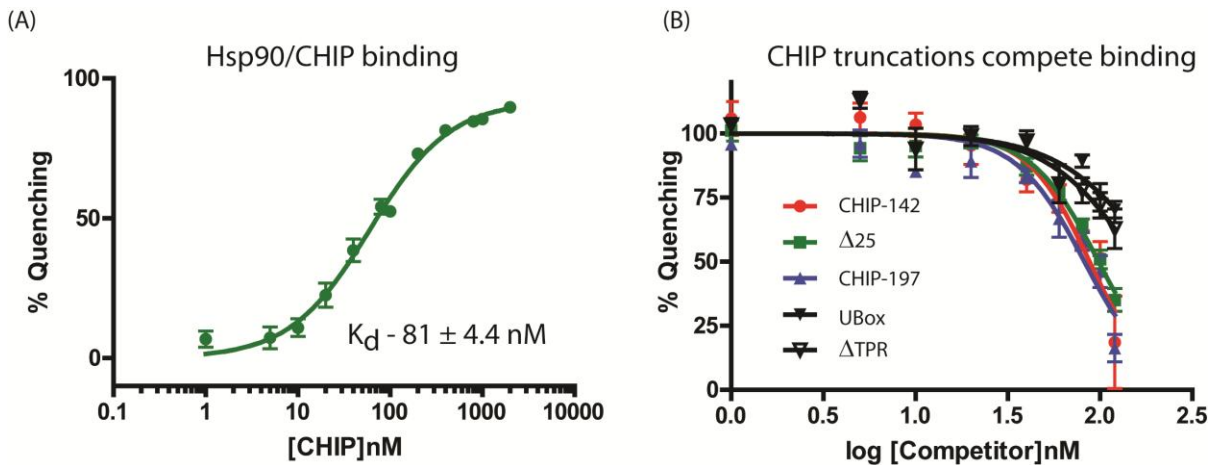 (A)
Hsp90/CHIP binding
100
50
0
% Quenching
Kd - 81 ± 4.4 nM
0.1 1 10 100 1000 10000
[CHIP]nM
(B)
CHIP truncations compete binding
100
75
50
25
0
% Quenching
CHIP-142
Δ25
CHIP-197
UBox
ΔTPR
0.0 0.5 1.0 1.5 2.0 2.5
log [Competitor]nM